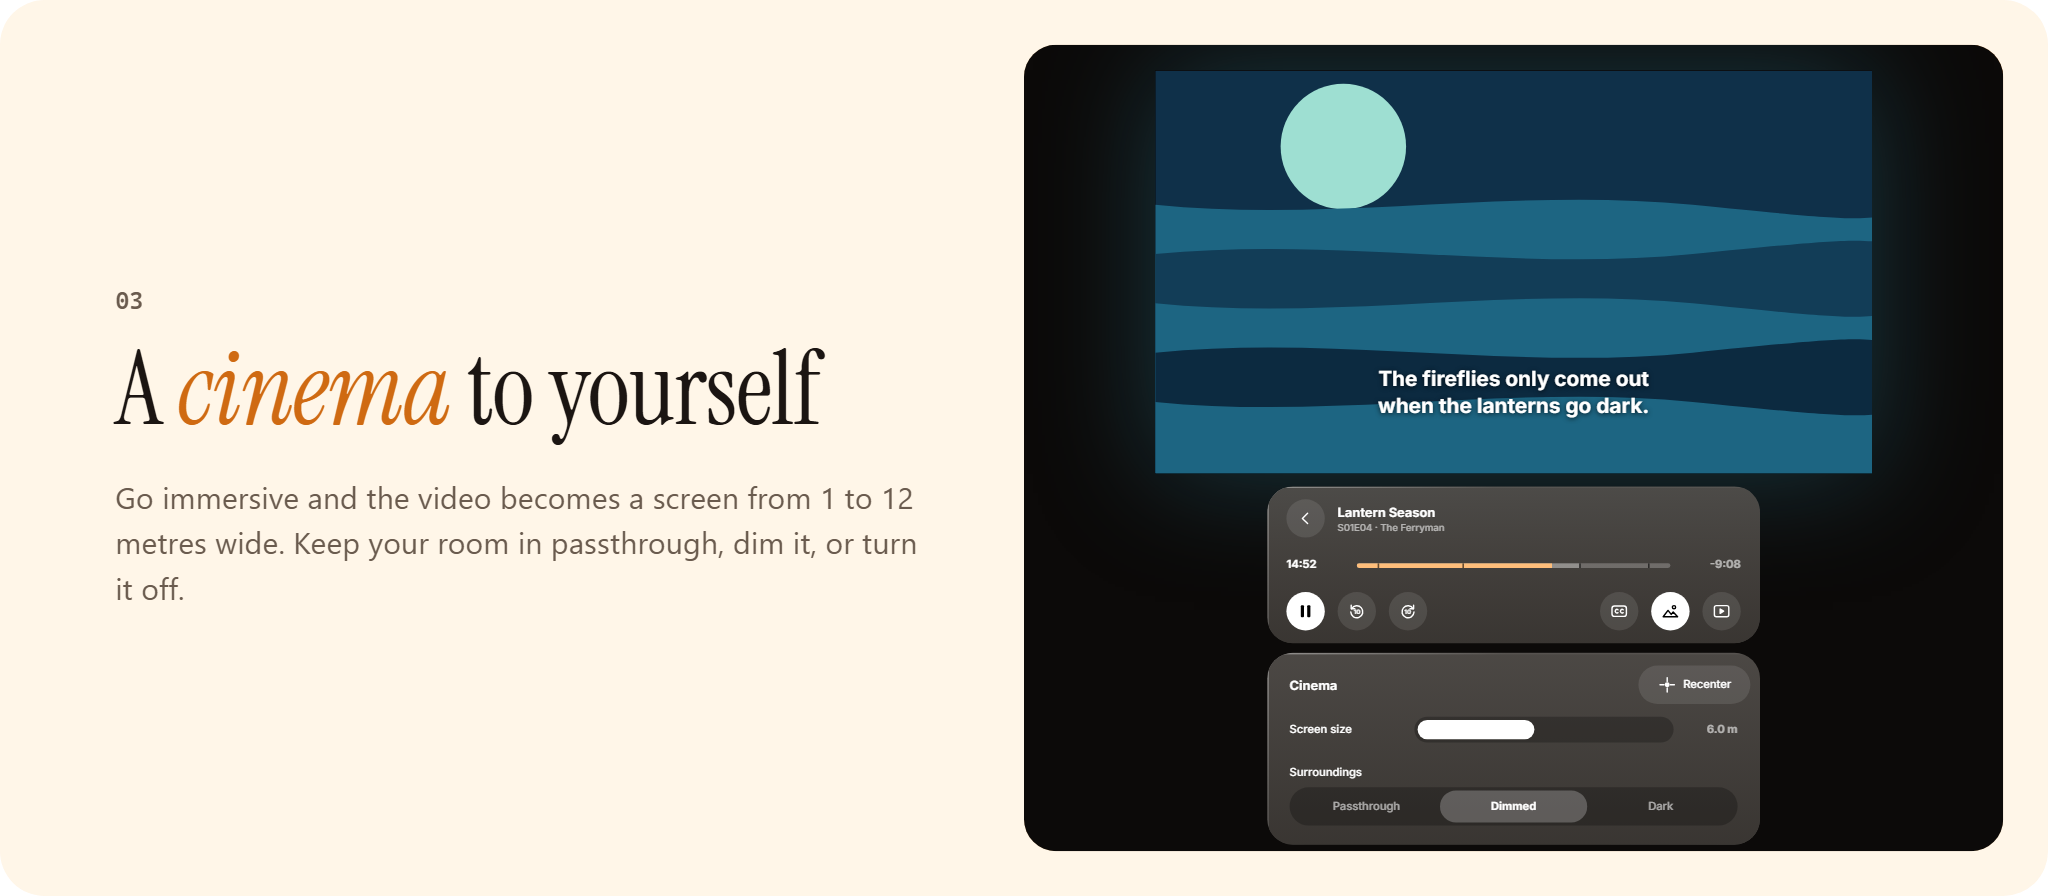 03
A cinema to yourself
Go immersive and the video becomes a screen from 1 to 12
metres wide. Keep your room in passthrough, dim it, or turn
it off.
The fireflies only come out
when the lanterns go dark.
Lantern Season
S01E04 · The Ferryman
14:52
-9:08
10
10
CC
Cinema
Recenter
Screen size
6.0 m
Surroundings
Passthrough
Dimmed
Dark